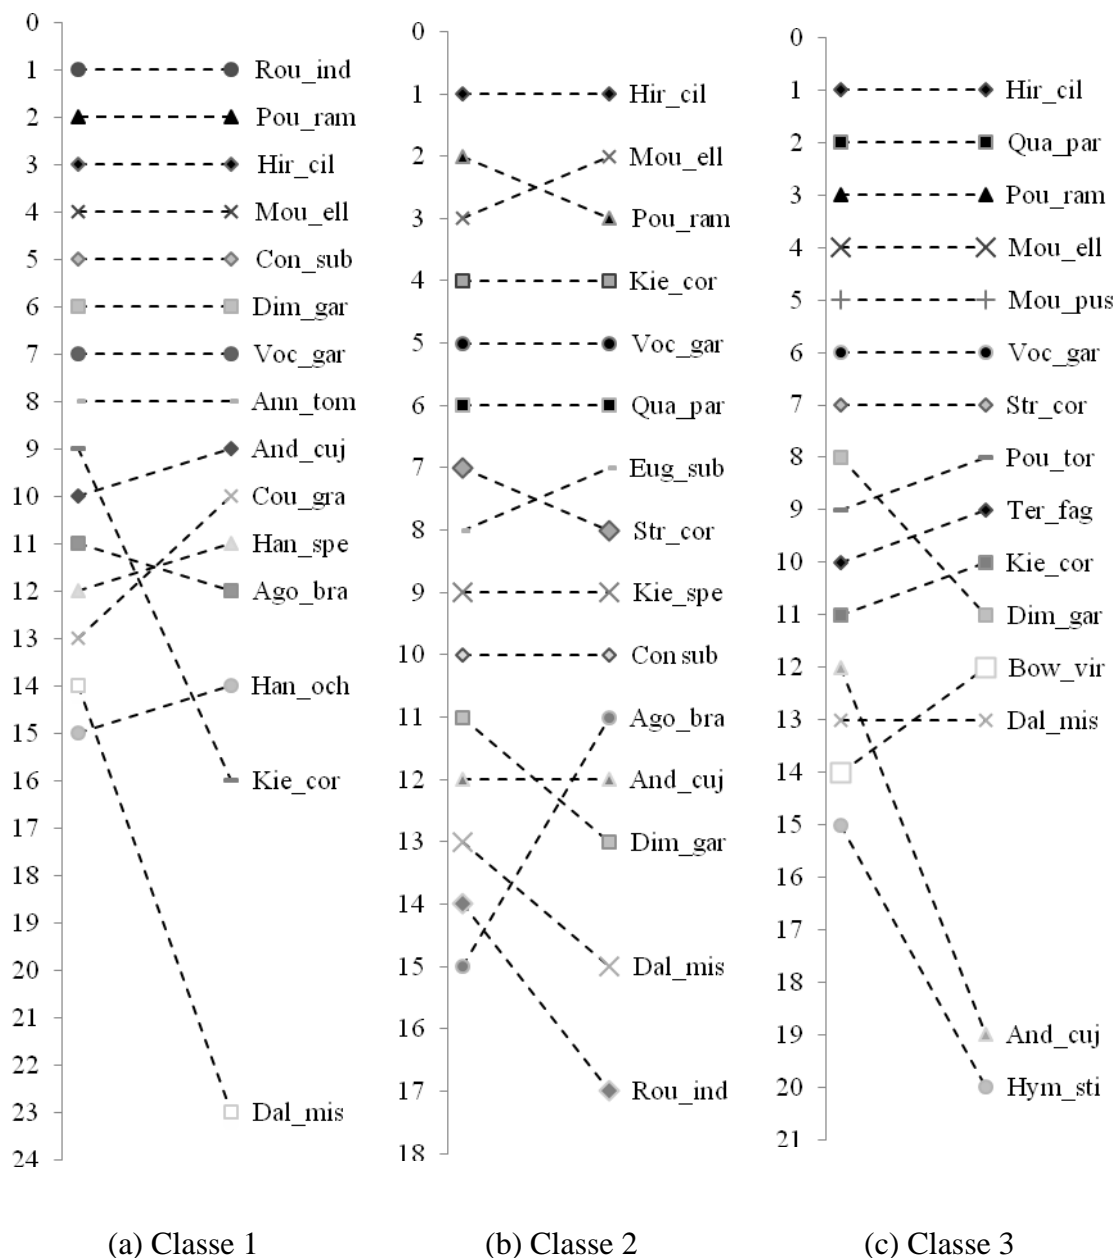 0
1
2
3
4
5
6
7
8
9
10
11
12
13
14
15
16
17
18
19
20
21
22
23
24
Rou_ind
Pou_ram
Hir_cil
Mou_ell
Con_sub
Dim_gar
Voc_gar
Ann_tom
And_cuj
Cou_gra
Han_spe
Ago_bra
Han_och
Kie_cor
Dal_mis
(a) Classe 1
0
1
2
3
4
5
6
7
8
9
10
11
12
13
14
15
16
17
18
Hir_cil
Mou_ell
Pou_ram
Kie_cor
Voc_gar
Qua_par
Eug_sub
Str_cor
Kie_spe
Con sub
Ago_bra
And_cuj
Dim_gar
Dal_mis
Rou_ind
(b) Classe 2
0
1
2
3
4
5
6
7
8
9
10
11
12
13
14
15
16
17
18
19
20
21
Hir_cil
Qua_par
Pou_ram
Mou_ell
Mou_pus
Voc_gar
Str_cor
Pou_tor
Ter_fag
Kie_cor
Dim_gar
Bow_vir
Dal_mis
And_cuj
Hym_sti
(c) Classe 3